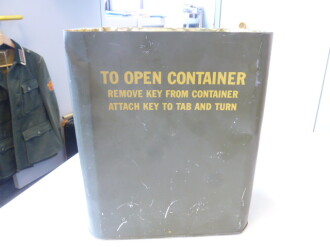 TO OPEN CONTAINER
REMOVE KEY FROM CONTAINER
ATTACH KEY TO TAB AND TURN